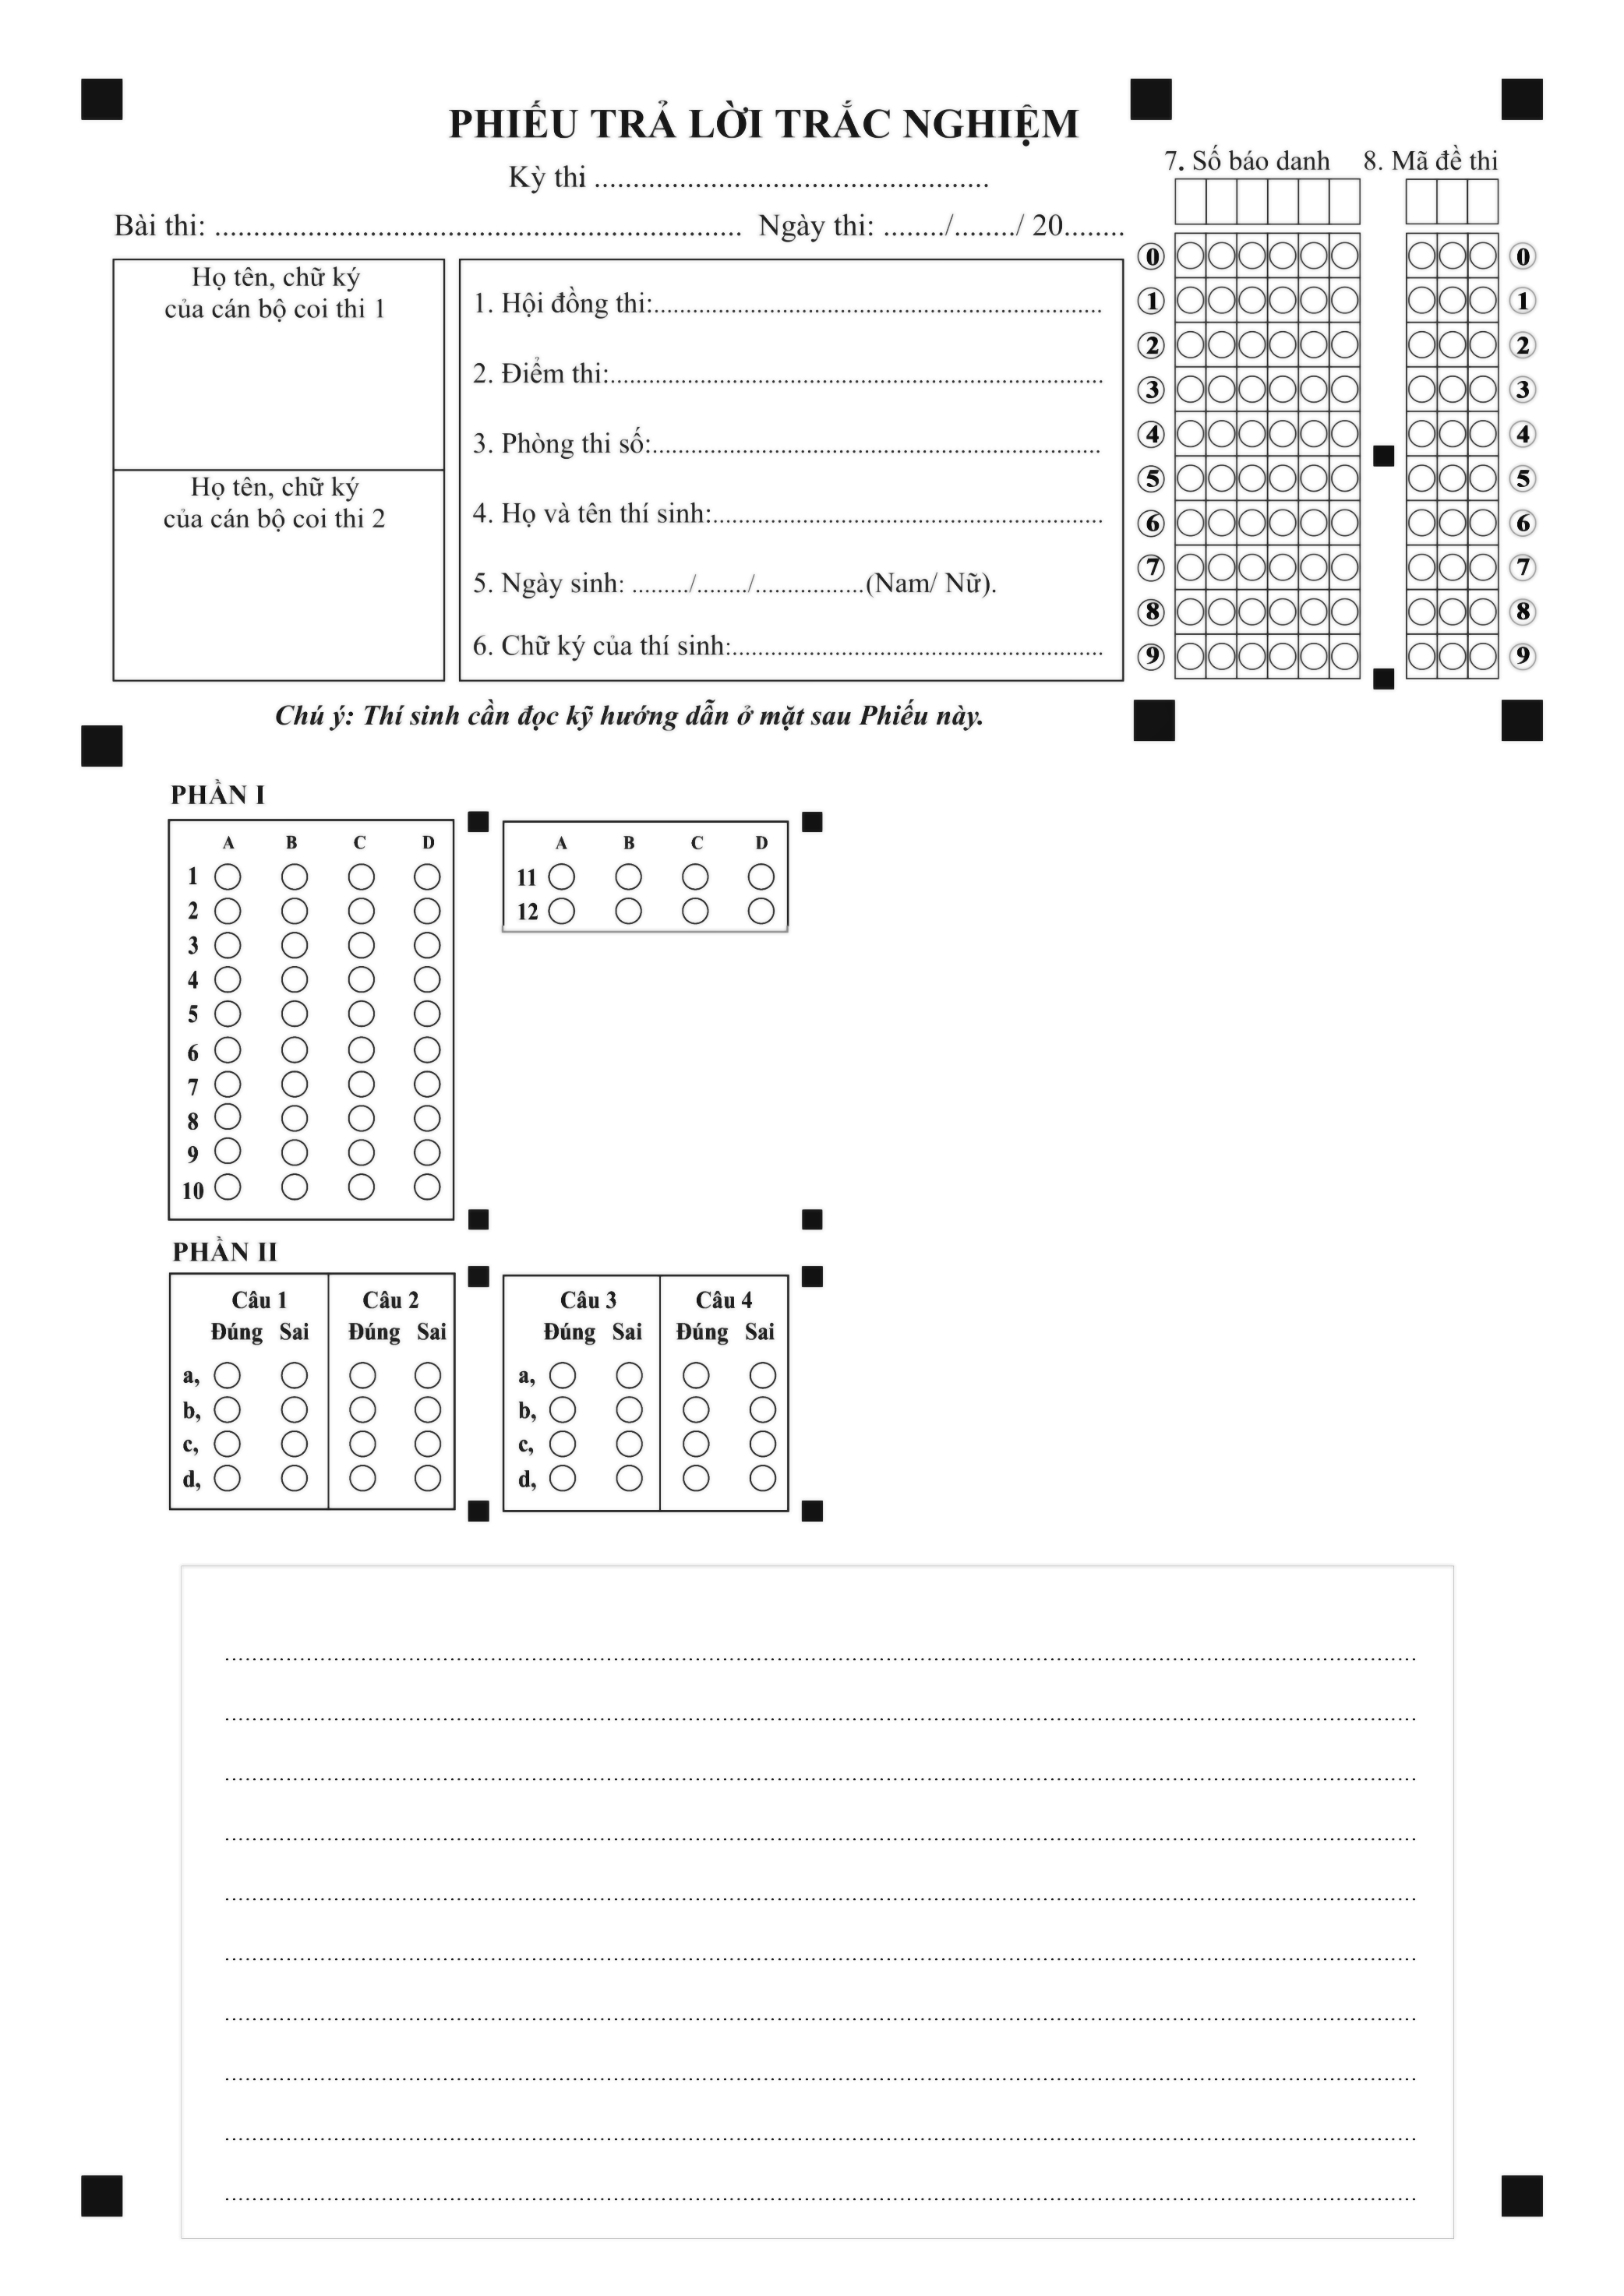 PHIẾU TRẢ LỜI TRẮC NGHIỆM
Kỳ thi ...................................................
Bài thi: .................................................................... Ngày thi: ......../......../ 20........
7. Số báo danh 8. Mã đề thi
Họ tên, chữ ký
của cán bộ coi thi 1
Họ tên, chữ ký
của cán bộ coi thi 2
1. Hội đồng thi:......................................................................
2. Điểm thi:.............................................................................
3. Phòng thi số:......................................................................
4. Họ và tên thí sinh:.............................................................
5. Ngày sinh: ........./......../.................(Nam/ Nữ).
6. Chữ ký của thí sinh:..........................................................
0 0
1 1
2 2
3 3
4 4
5 5
6 6
7 7
8 8
9 9
Chú ý: Thí sinh cần đọc kỹ hướng dẫn ở mặt sau Phiếu này.
PHẦN I
A B C D
1
2
3
4
5
6
7
8
9
10
A B C D
11
12
PHẦN II
Câu 1 Câu 2
Đúng Sai Đúng Sai
a,
b,
c,
d,
Câu 3 Câu 4
Đúng Sai Đúng Sai
a,
b,
c,
d,